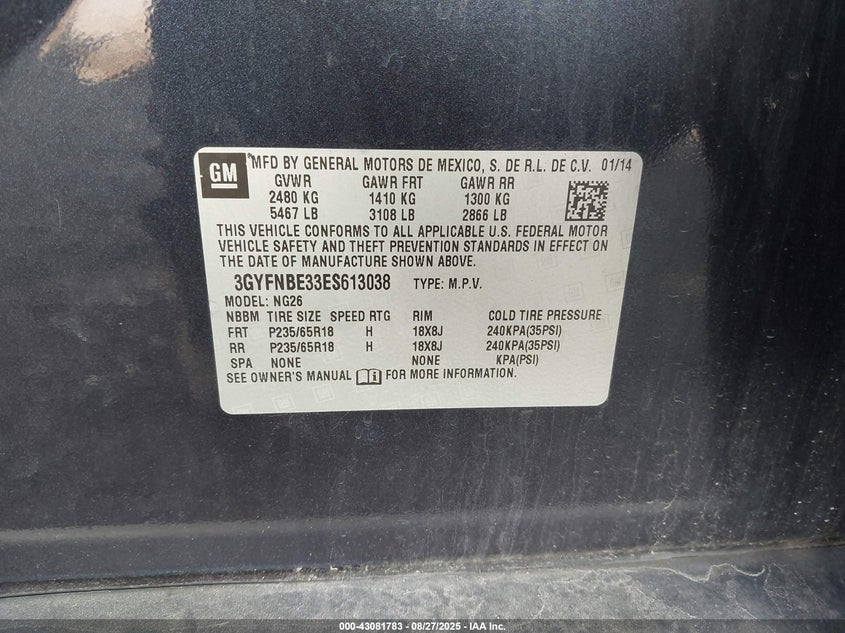 GM
MFD BY GENERAL MOTORS DE MEXICO, S. DE R.L. DE C.V. 01/14
GVWR GAWR FRT GAWR RR
2480 KG 1410 KG 1300 KG
5467 LB 3108 LB 2866 LB
THIS VEHICLE CONFORMS TO ALL APPLICABLE U.S. FEDERAL MOTOR
VEHICLE SAFETY AND THEFT PREVENTION STANDARDS IN EFFECT ON
THE DATE OF MANUFACTURE SHOWN ABOVE.
3GYFNBE33ES613038 TYPE: M.P.V.
MODEL: NG26
NBBM TIRE SIZE SPEED RTG RIM COLD TIRE PRESSURE
FRT P235/65R18 H 18X8J 240KPA(35PSI)
RR P235/65R18 H 18X8J 240KPA(35PSI)
SPA NONE NONE KPA(PSI)
SEE OWNER'S MANUAL FOR MORE INFORMATION.
000-43081783 - 08/27/2025 - IAA Inc.